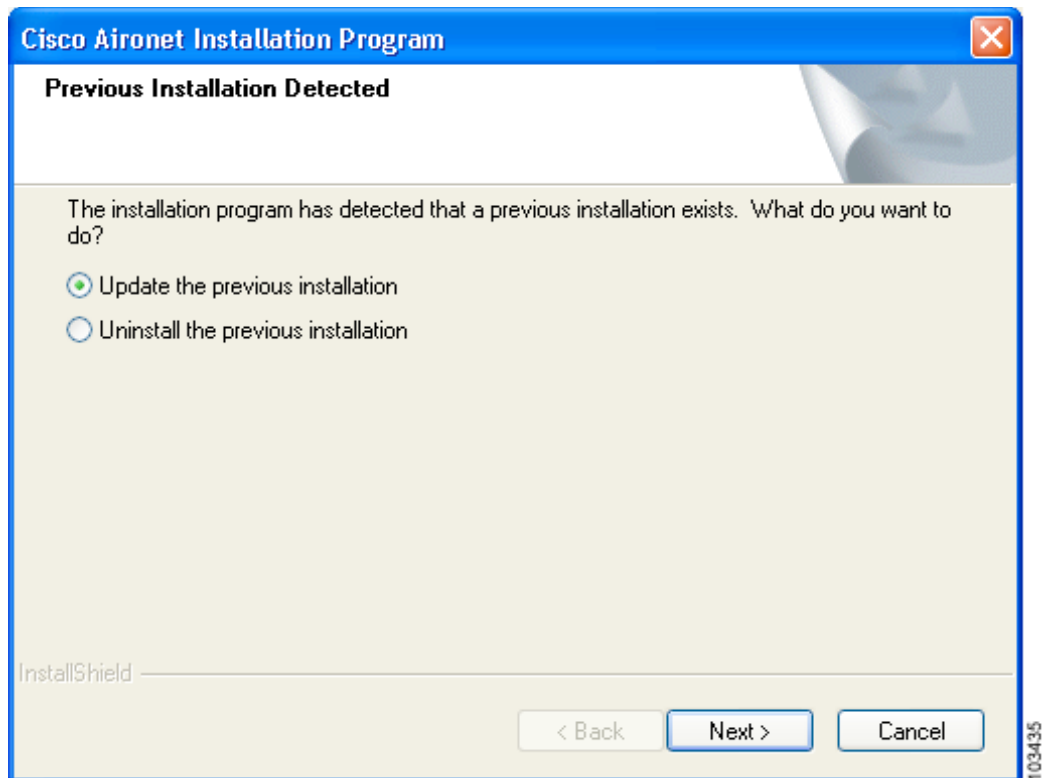 Cisco Aironet Installation Program
Previous Installation Detected
The installation program has detected that a previous installation exists.  What do you want to
do?
Update the previous installation
Uninstall the previous installation
InstallShield
< Back
Next >
Cancel
103435